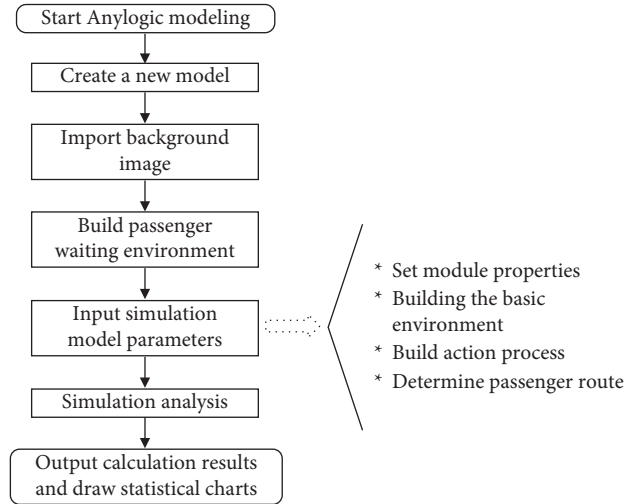 Start Anylogic modeling
Create a new model
Import background
image
Build passenger
waiting environment
Input simulation
model parameters
* Set module properties
* Building the basic
environment
* Build action process
* Determine passenger route
Simulation analysis
Output calculation results
and draw statistical charts